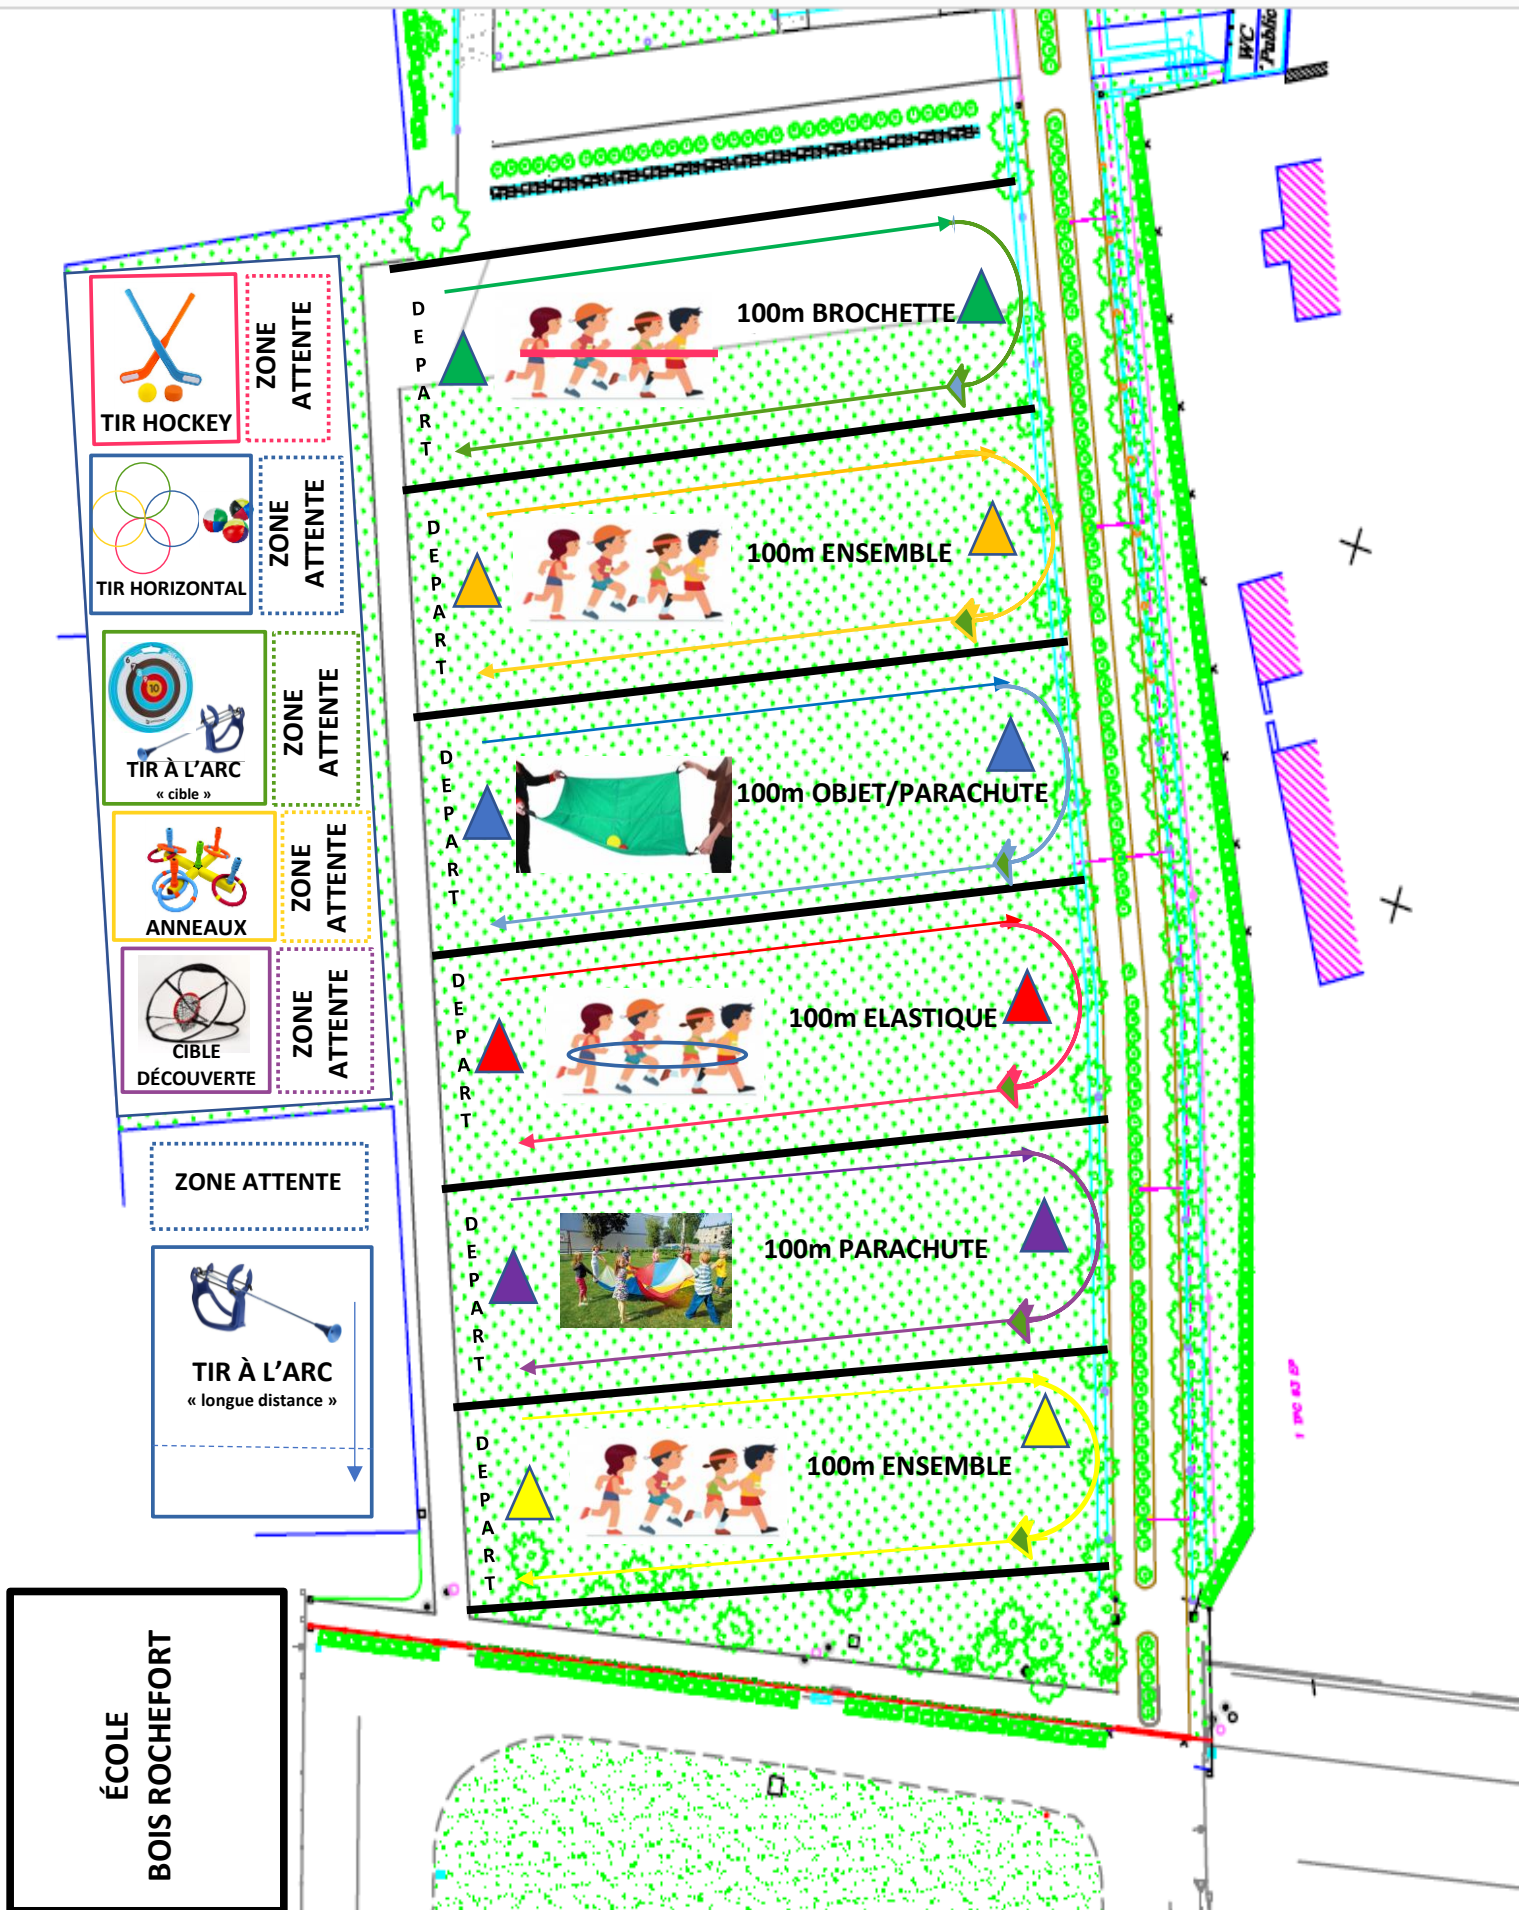 WC
Public
TIR HOCKEY
ZONE
ATTENTE
DEPART
100m BROCHETTE
TIR HORIZONTAL
ZONE
ATTENTE
DEPART
100m ENSEMBLE
6
10
TIR À L'ARC
« cible »
ZONE
ATTENTE
DEPART
100m OBJET/PARACHUTE
ANNEAUX
ZONE
ATTENTE
CIBLE
DÉCOUVERTE
ZONE
ATTENTE
DEPART
100m ELASTIQUE
ZONE ATTENTE
DEPART
100m PARACHUTE
TIR À L'ARC
« longue distance »
DEPART
100m ENSEMBLE
ÉCOLE
BOIS ROCHEFORT